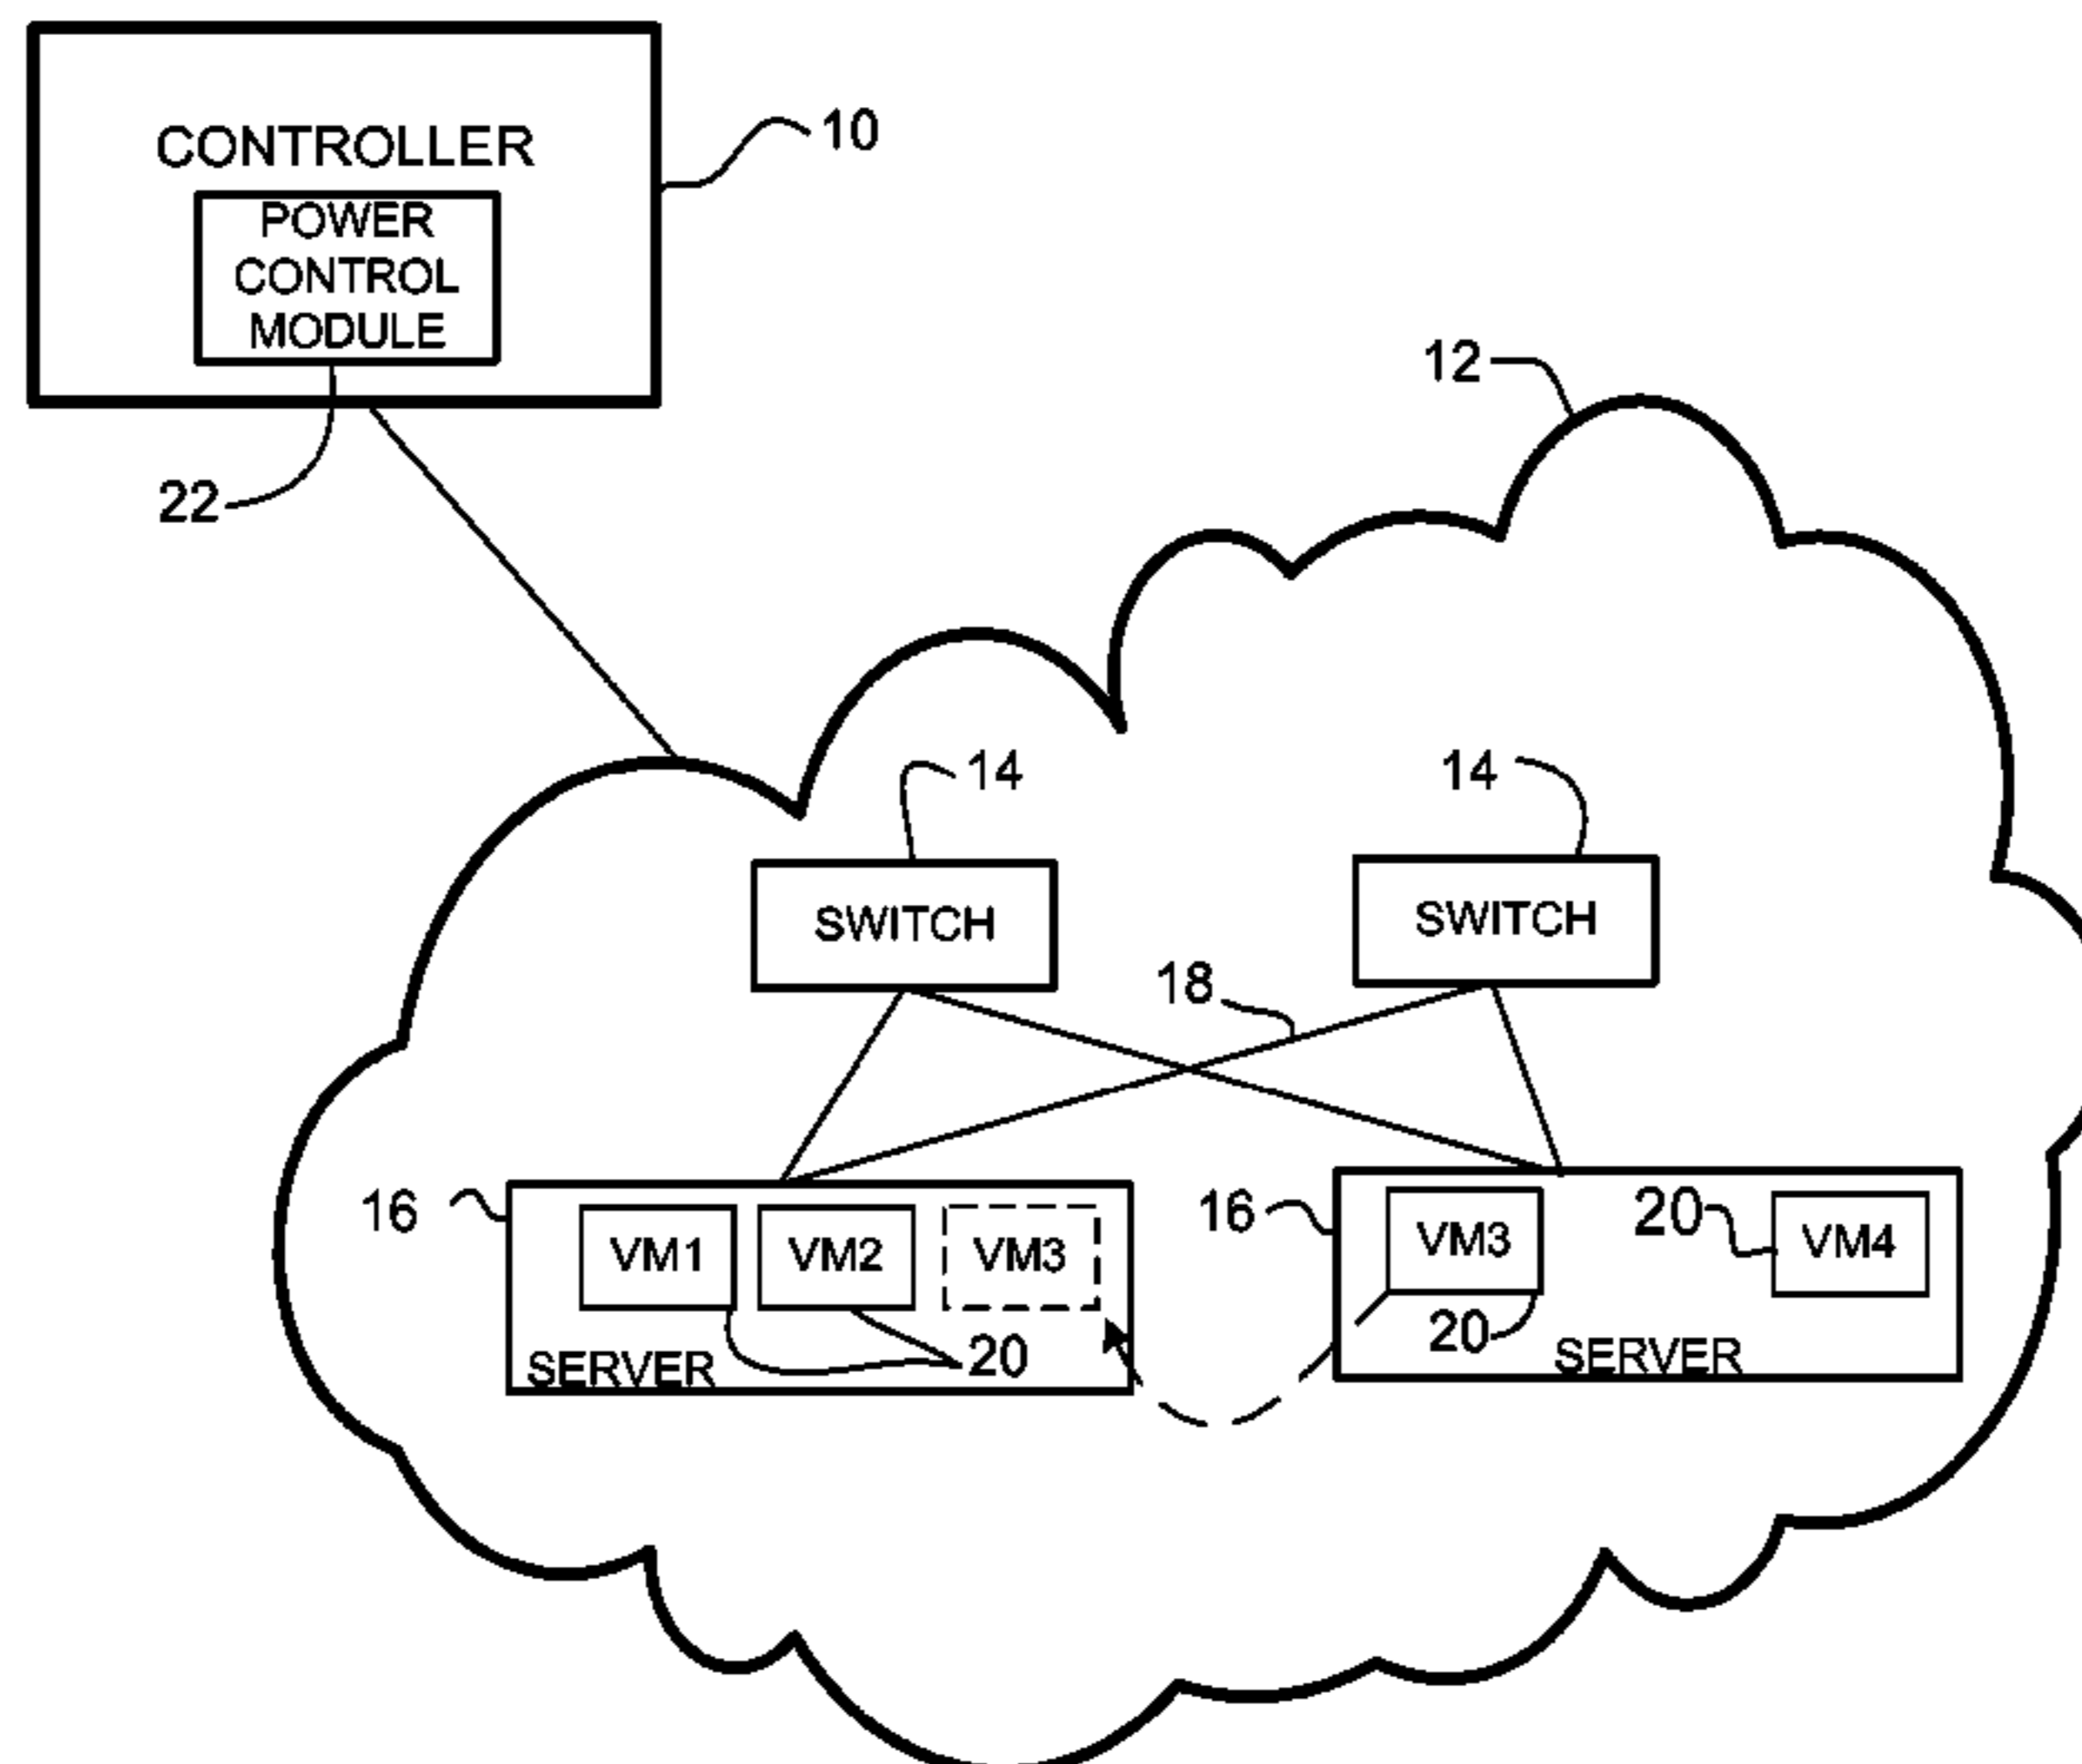 CONTROLLER
10
POWER
CONTROL
MODULE
22
12
14
14
SWITCH
SWITCH
18
16
VM1
VM2
VM3
16
VM3
20
VM4
20
20
SERVER
SERVER